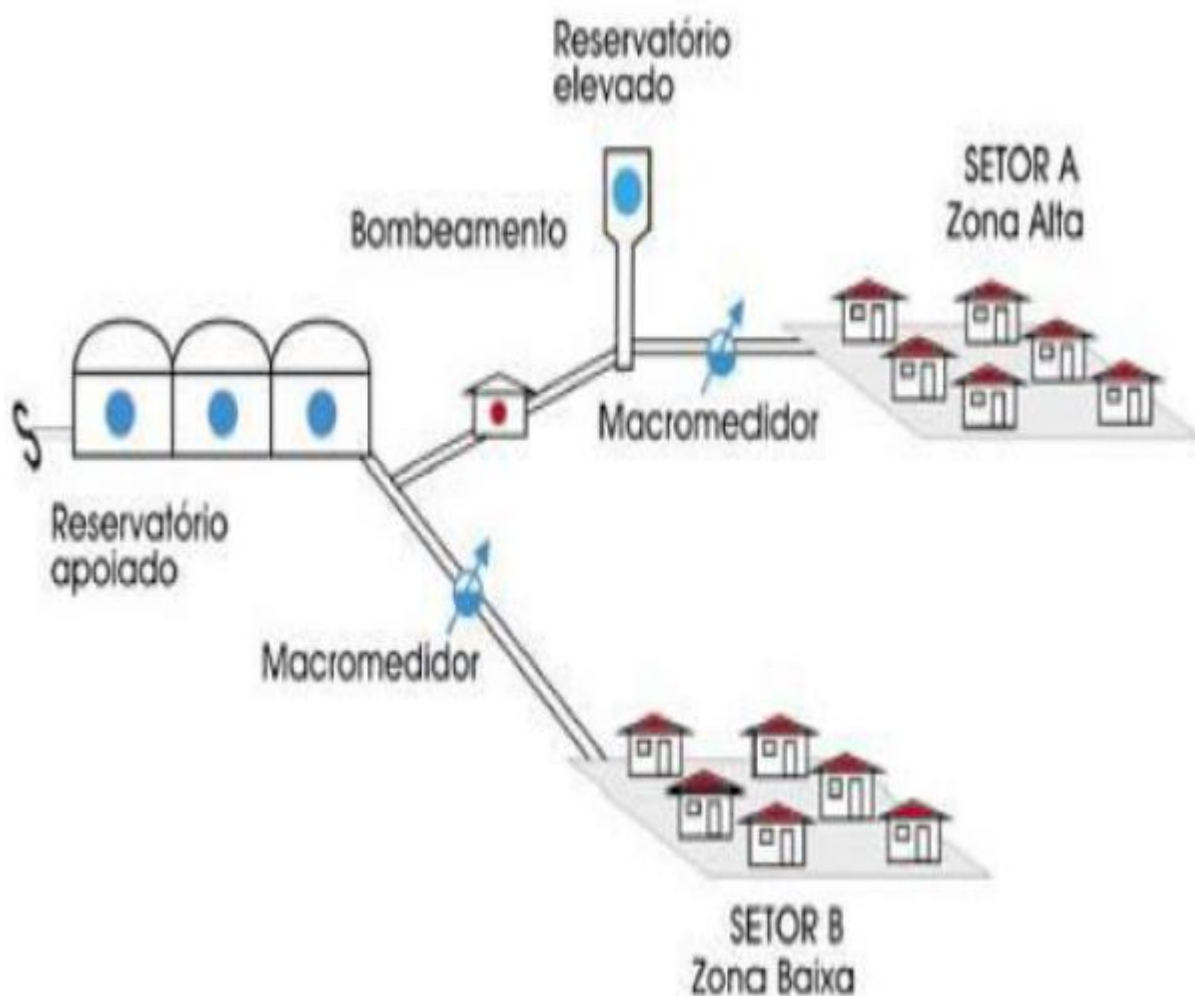 Reservatório
elevado
SETOR A
Zona Alta
Bombeamento
Macromedidor
Reservatório
apoiado
Macromedidor
SETOR B
Zona Baixa